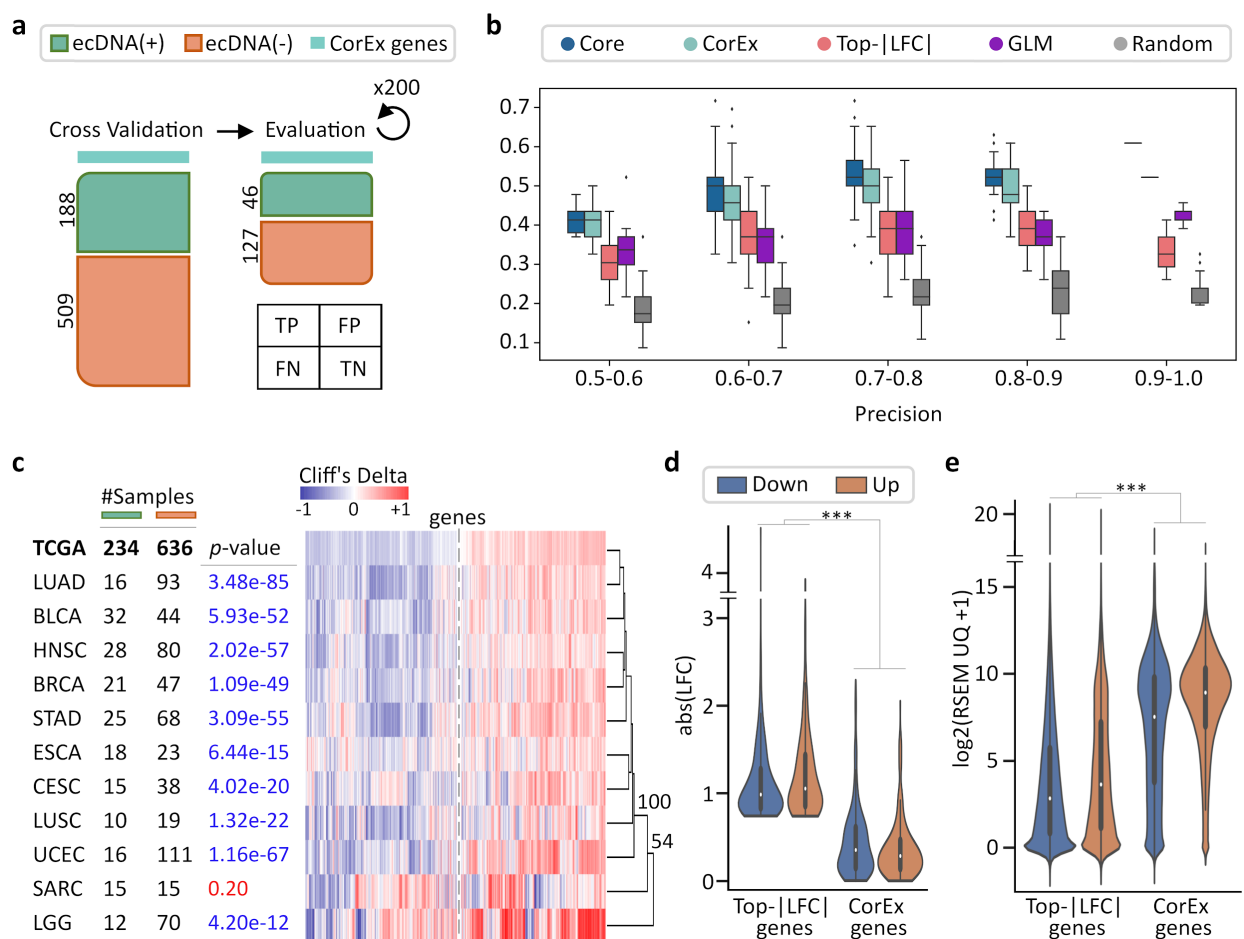 a
ecDNA(+) ecDNA(-) CorEx genes
x200
Cross Validation Evaluation
188
509
46
127
TP FP
FN TN
b
Core CorEx Top-|LFC| GLM Random
0.7
0.6
0.5
0.4
0.3
0.2
0.1
0.5-0.6 0.6-0.7 0.7-0.8 0.8-0.9 0.9-1.0
Precision
c
#Samples
Cliff's Delta
-1 0 +1
genes
TCGA 234 636 p-value
LUAD 16 93 3.48e-85
BLCA 32 44 5.93e-52
HNSC 28 80 2.02e-57
BRCA 21 47 1.09e-49
STAD 25 68 3.09e-55
ESCA 18 23 6.44e-15
CESC 15 38 4.02e-20
LUSC 10 19 1.32e-22
UCEC 16 111 1.16e-67
SARC 15 15 0.20
LGG 12 70 4.20e-12
100
54
d
Down Up
***
abs(LFC)
4
3
2
1
0
Top-|LFC| genes
CorEx genes
e
***
log2(RSEM UQ +1)
20
15
10
5
0
Top-|LFC| genes
CorEx genes